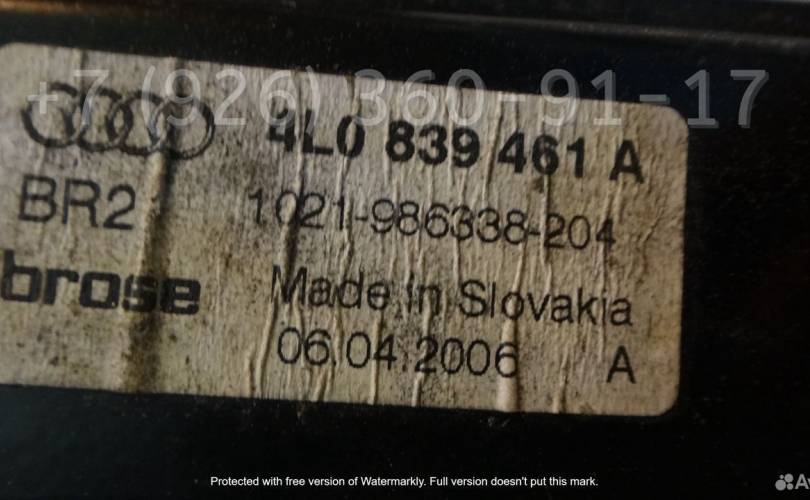 +7 (926) 360-91-17
4L0 839 461 A
BR2 1021-986338-204
brose Made in Slovakia
06.04.2006 A
Protected with free version of Watermarkly. Full version doesn't put this mark.